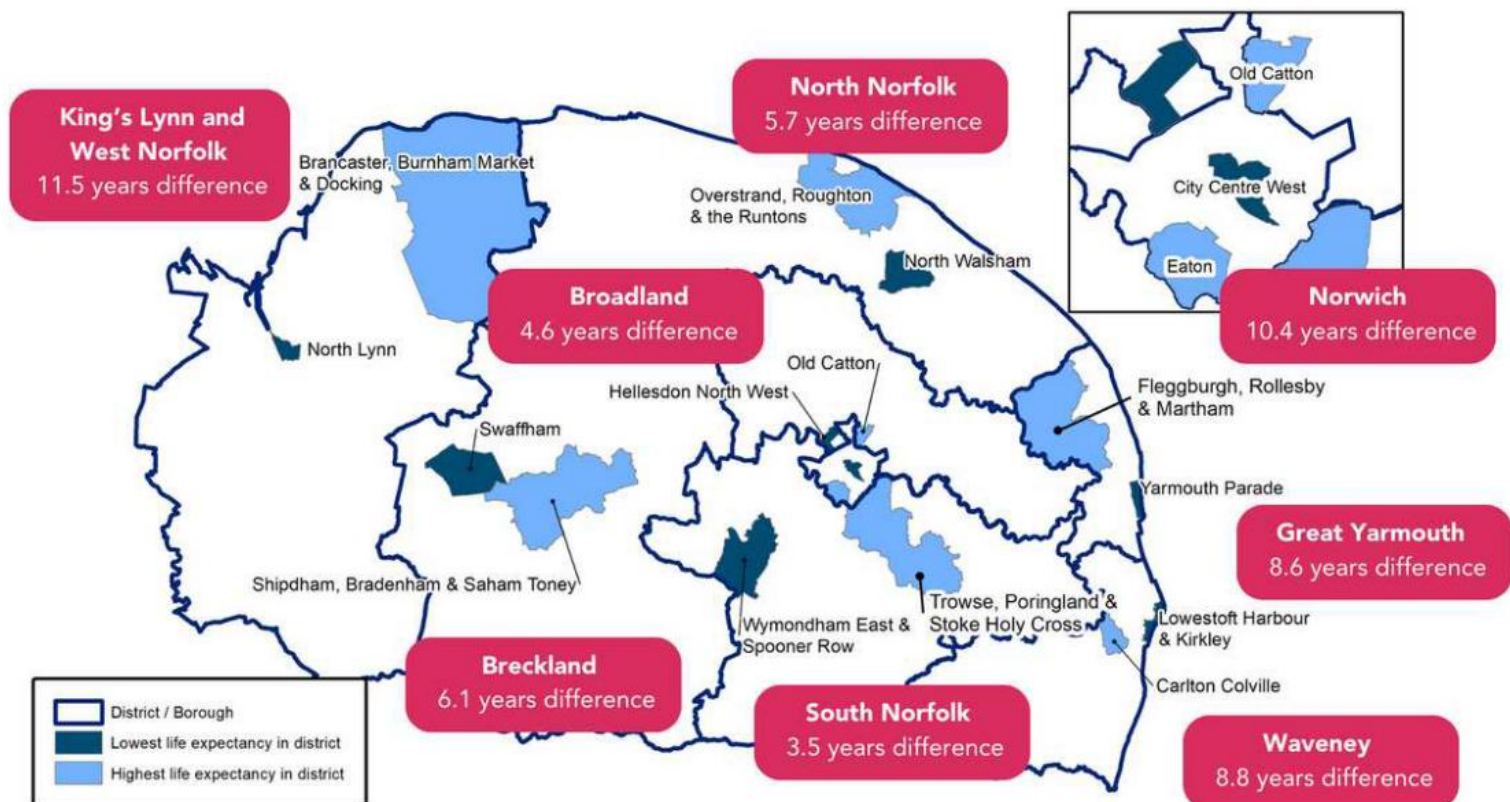 King's Lynn and
West Norfolk
11.5 years difference
Brancaster, Burnham Market
& Docking
North Norfolk
5.7 years difference
Overstrand, Roughton
& the Runtons
North Walsham
Old Catton
City Centre West
Eaton
Norwich
10.4 years difference
Broadland
4.6 years difference
North Lynn
Old Catton
Hellesdon North West
Fleggburgh, Rollesby
& Martham
Swaffham
Yarmouth Parade
Great Yarmouth
8.6 years difference
Shipdham, Bradenham & Saham Toney
Wymondham East &
Spooner Row
Trowse, Poringland &
Stoke Holy Cross
Lowestoft Harbour
& Kirkley
Carlton Colville
Breckland
6.1 years difference
South Norfolk
3.5 years difference
Waveney
8.8 years difference
District / Borough
Lowest life expectancy in district
Highest life expectancy in district